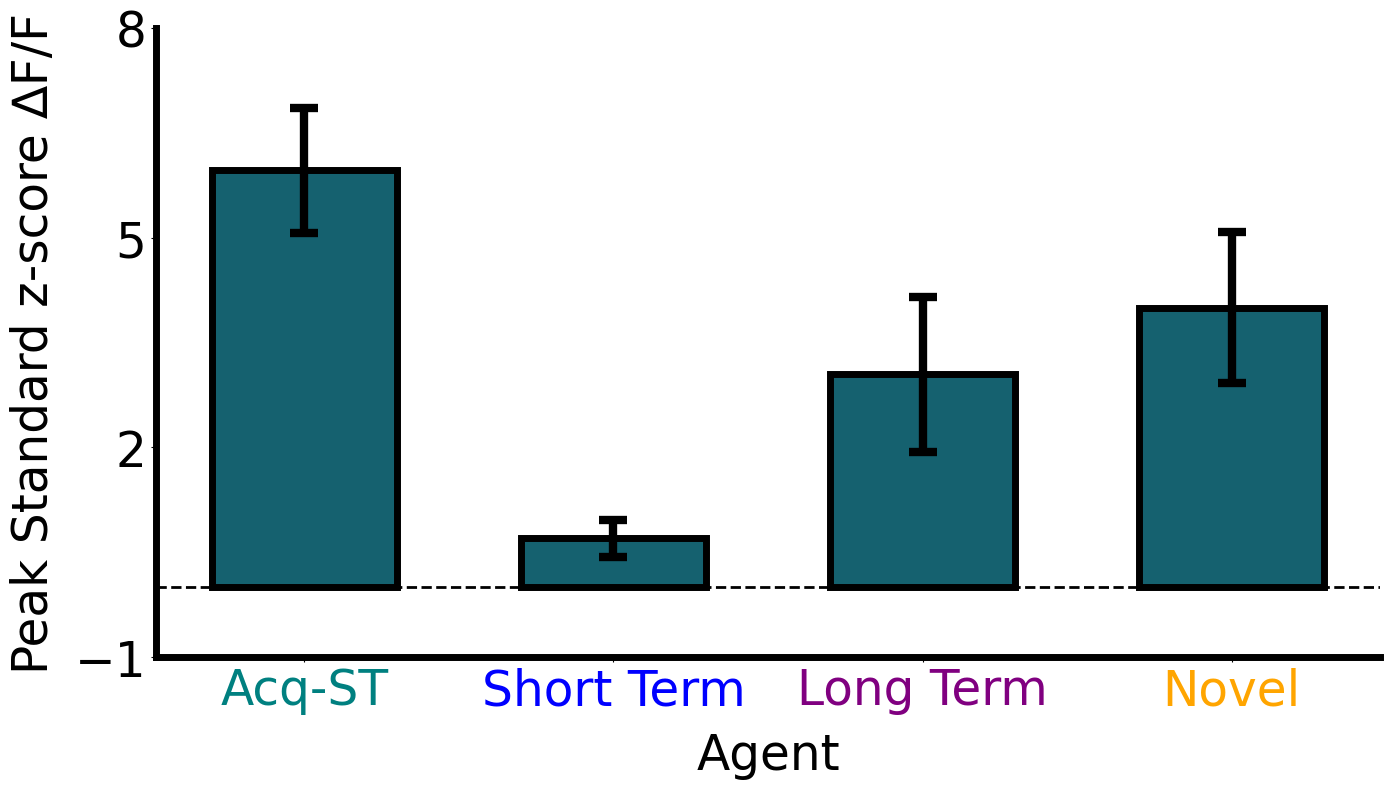 Peak Standard z-score ΔF/F
8
5
2
−1
Acq-ST
Short Term
Long Term
Novel
Agent